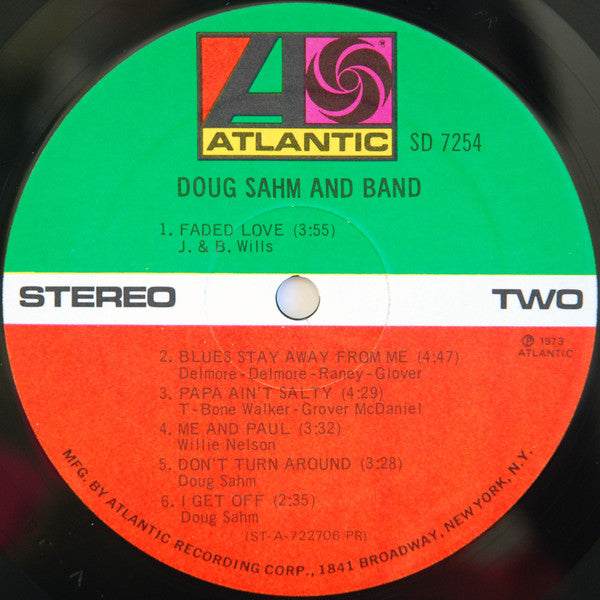 ATLANTIC
SD 7254
DOUG SAHM AND BAND
1. FADED LOVE (3:55)
J. & B. Wills
STEREO
TWO
℗ 1973
ATLANTIC
2. BLUES STAY AWAY FROM ME (4:47)
Delmore-Delmore-Raney-Glover
3. PAPA AIN'T SALTY (4:29)
T-Bone Walker-Grover McDaniel
4. ME AND PAUL (3:32)
Willie Nelson
5. DON'T TURN AROUND (3:28)
Doug Sahm
6. I GET OFF (2:35)
Doug Sahm
(ST-A-722706 PR)
MFG. BY ATLANTIC RECORDING CORP., 1841 BROADWAY, NEW YORK, N.Y.